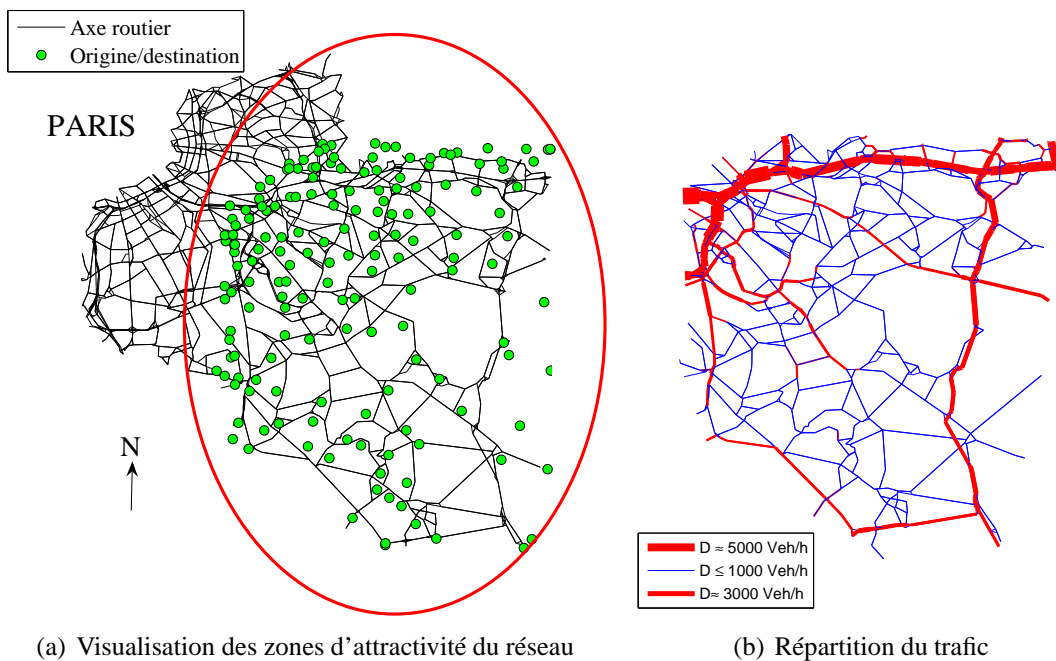 Axe routier
Origine/destination
PARIS
N
D ≈ 5000 Veh/h
D ≤ 1000 Veh/h
D≈ 3000 Veh/h
(a) Visualisation des zones d'attractivité du réseau
(b) Répartition du trafic